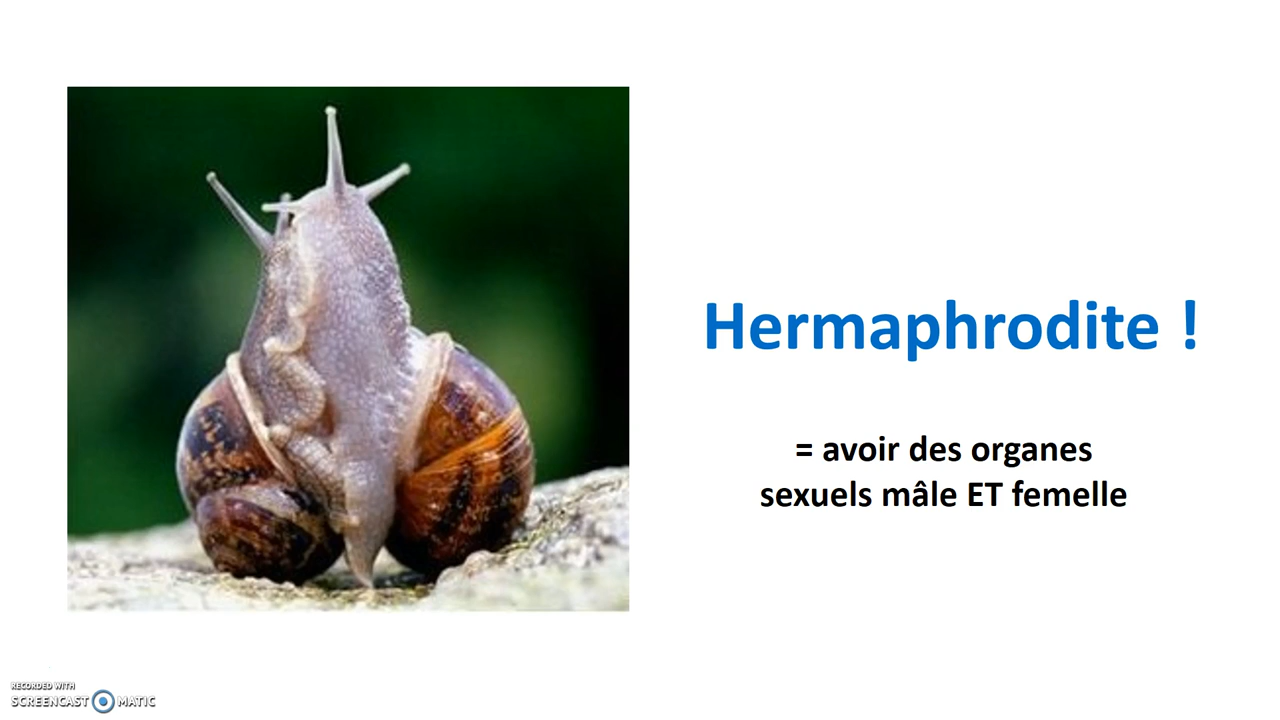 Hermaphrodite !
= avoir des organes
sexuels mâle ET femelle
RECORDED WITH
SCREENCAST MATIC